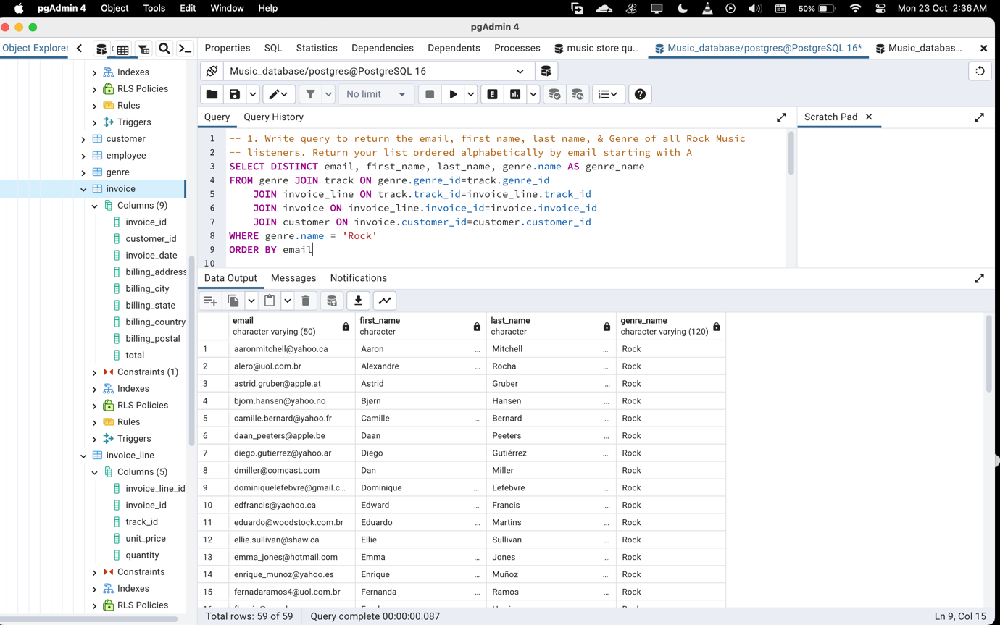 pgAdmin 4 Object Tools Edit Window Help 50% Mon 23 Oct 2:36 AM
pgAdmin 4
Object Explorer Properties SQL Statistics Dependencies Dependents Processes music store qu... Music_database/postgres@PostgreSQL 16* Music_databas...
Indexes
RLS Policies
Rules
Triggers
customer
employee
genre
invoice
Columns (9)
invoice_id
customer_id
invoice_date
billing_address
billing_city
billing_state
billing_country
billing_postal
total
Constraints (1)
Indexes
RLS Policies
Rules
Triggers
invoice_line
Columns (5)
invoice_line_id
invoice_id
track_id
unit_price
quantity
Constraints
Indexes
RLS Policies
Music_database/postgres@PostgreSQL 16
No limit E
Query Query History Scratch Pad
1 -- 1. Write query to return the email, first name, last name, & Genre of all Rock Music
2 -- listeners. Return your list ordered alphabetically by email starting with A
3 SELECT DISTINCT email, first_name, last_name, genre.name AS genre_name
4 FROM genre JOIN track ON genre.genre_id=track.genre_id
5 JOIN invoice_line ON track.track_id=invoice_line.track_id
6 JOIN invoice ON invoice_line.invoice_id=invoice.invoice_id
7 JOIN customer ON invoice.customer_id=customer.customer_id
8 WHERE genre.name = 'Rock'
9 ORDER BY email
10
Data Output Messages Notifications
email first_name last_name genre_name
character varying (50) character character character varying (120)
1 aaronmitchell@yahoo.ca Aaron ... Mitchell ... Rock
2 alero@uol.com.br Alexandre ... Rocha ... Rock
3 astrid.gruber@apple.at Astrid Gruber ... Rock
4 bjorn.hansen@yahoo.no Bjørn Hansen ... Rock
5 camille.bernard@yahoo.fr Camille ... Bernard ... Rock
6 daan_peeters@apple.be Daan ... Peeters ... Rock
7 diego.gutierrez@yahoo.ar Diego ... Gutiérrez ... Rock
8 dmiller@comcast.com Dan ... Miller ... Rock
9 dominiquelefebvre@gmail.c... Dominique ... Lefebvre ... Rock
10 edfrancis@yachoo.ca Edward ... Francis ... Rock
11 eduardo@woodstock.com.br Eduardo ... Martins ... Rock
12 ellie.sullivan@shaw.ca Ellie ... Sullivan ... Rock
13 emma_jones@hotmail.com Emma ... Jones ... Rock
14 enrique_munoz@yahoo.es Enrique ... Muñoz ... Rock
15 fernadaramos4@uol.com.br Fernanda ... Ramos ... Rock
Total rows: 59 of 59 Query complete 00:00:00.087 Ln 9, Col 15